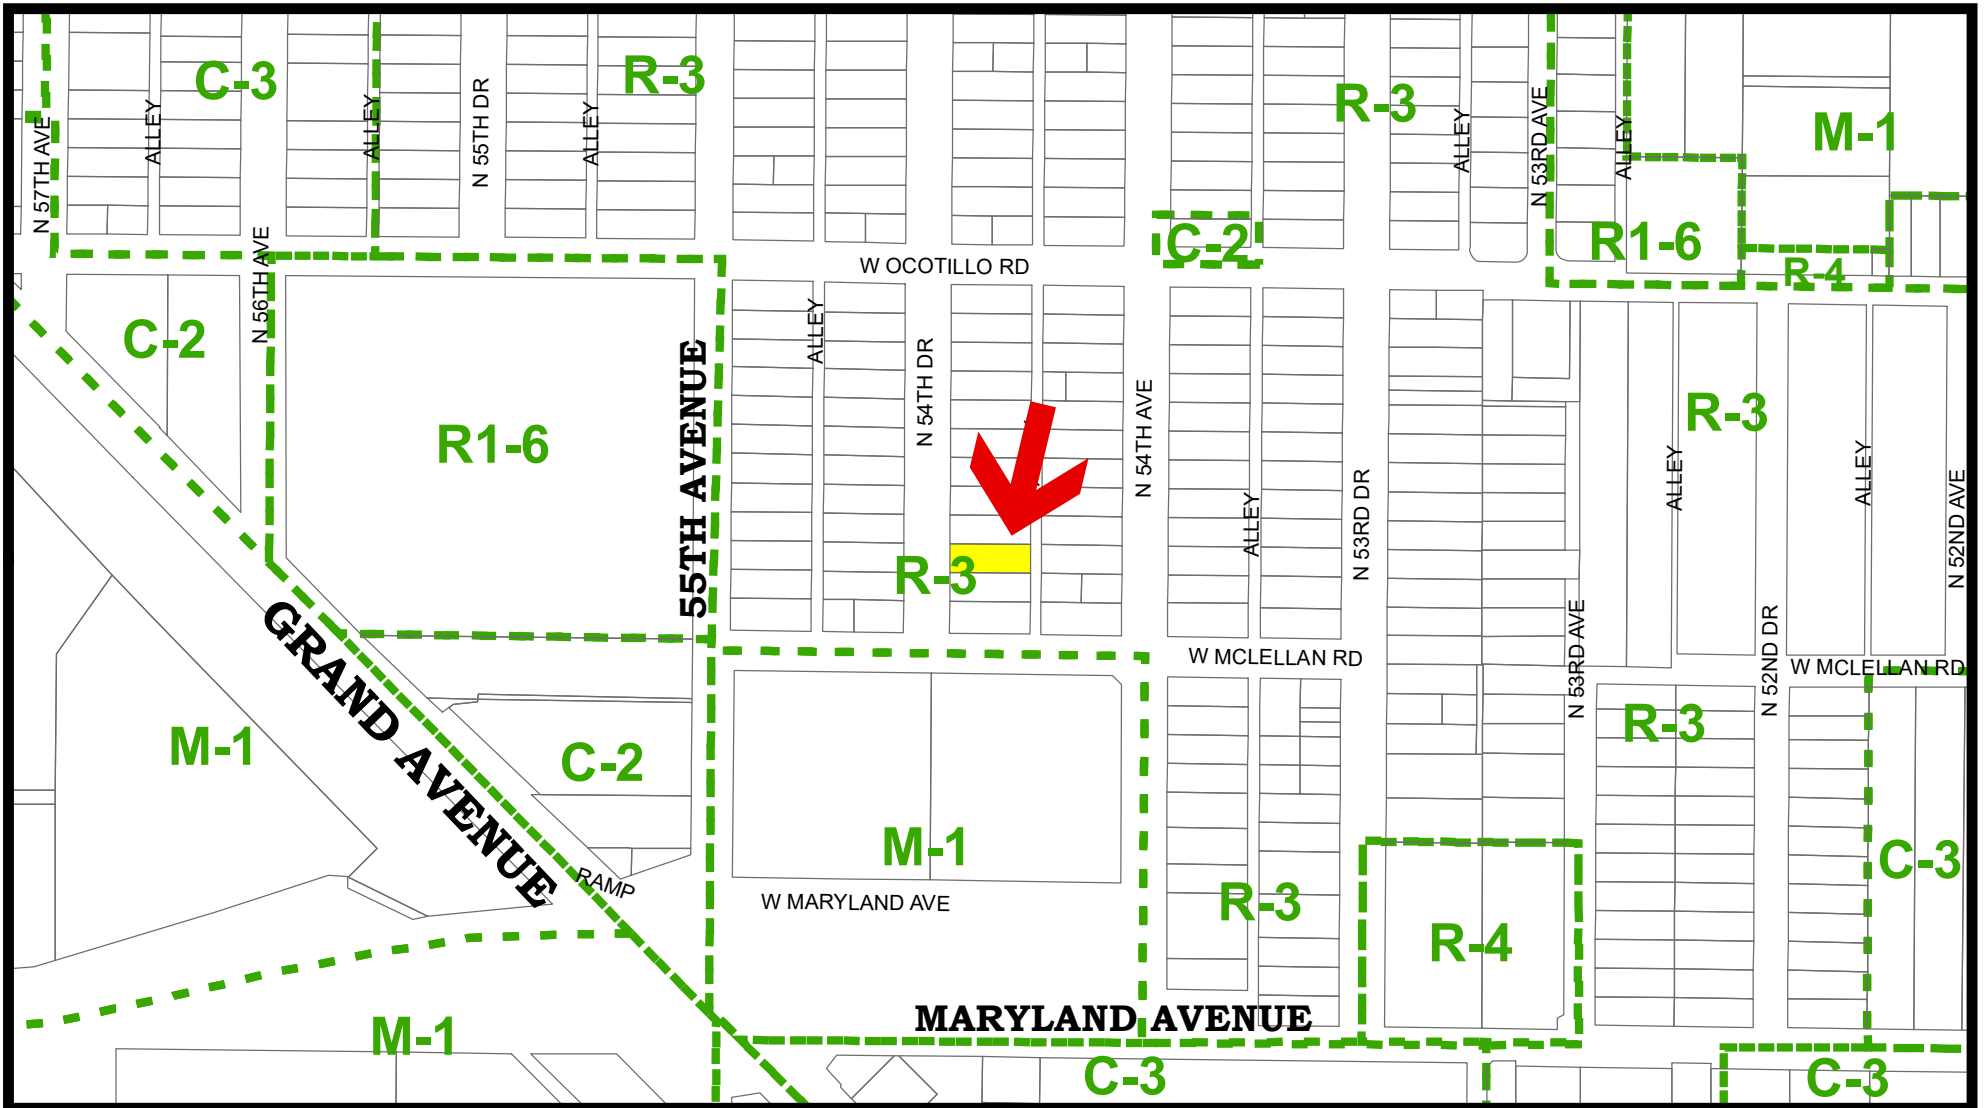 C-3
R-3
R-3
M-1
ALLEY
ALLEY
N 55TH DR
ALLEY
ALLEY
N 53RD AVE
ALLEY
N 57TH AVE
R1-6
C-2
R-4
W OCOTILLO RD
N 56TH AVE
C-2
ALLEY
N 54TH DR
N 54TH AVE
R1-6
55TH AVENUE
R-3
ALLEY
ALLEY
ALLEY
N 53RD DR
N 52ND AVE
R-3
GRAND AVENUE
W MCLELLAN RD
N 53RD AVE
N 52ND DR
W MCLELLAN RD
M-1
C-2
R-3
M-1
C-3
RAMP
W MARYLAND AVE
R-3
R-4
M-1
MARYLAND AVENUE
C-3
C-3